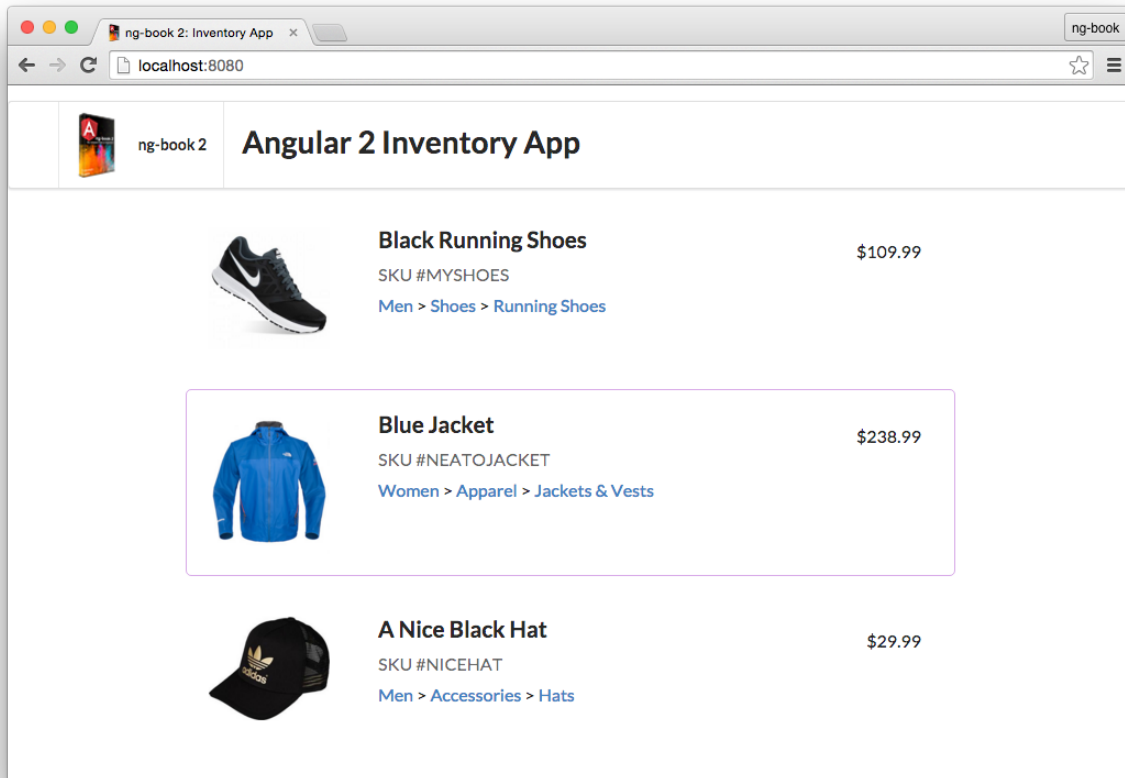 ng-book 2: Inventory App
ng-book
localhost:8080
ng-book 2
Angular 2 Inventory App
Black Running Shoes
$109.99
SKU #MYSHOES
Men > Shoes > Running Shoes
Blue Jacket
$238.99
SKU #NEATOJACKET
Women > Apparel > Jackets & Vests
A Nice Black Hat
$29.99
SKU #NICEHAT
Men > Accessories > Hats
adidas